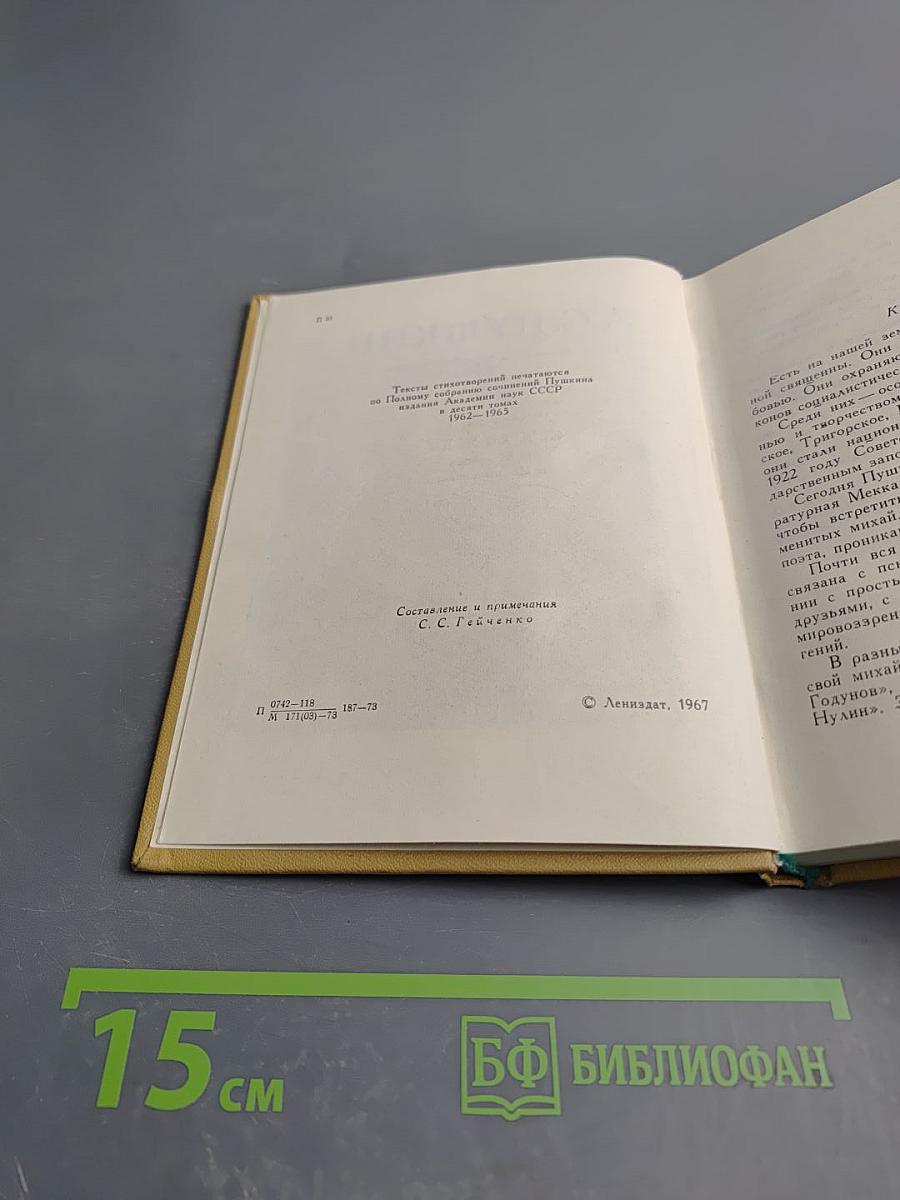 Тексты стихотворений печатаются
по Полному собранию сочинений Пушкина
издания Академии наук СССР
в десяти томах
1962—1965
Составление и примечания
С. С. Гейченко
П 0742—118
М 171(03)—73 187—73
© Лениздат, 1967
К
Есть на нашей зем
ной священны. Они
бовью. Они охраняю
конов социалистичес
Среди них — осо
нью и творчеством
ское, Тригорское,
они стали национ
1922 году Совет
дарственным запо
Сегодня Пушк
ратурная Мекка
чтобы встретить
менитых михай
поэта, проника
Почти вся
связана с пск
нии с прость
друзьями, с
мировоззрен
гений.
В разны
свой михай
Годунов»,
Нулин».
15 см
БФ БИБЛИОФАН